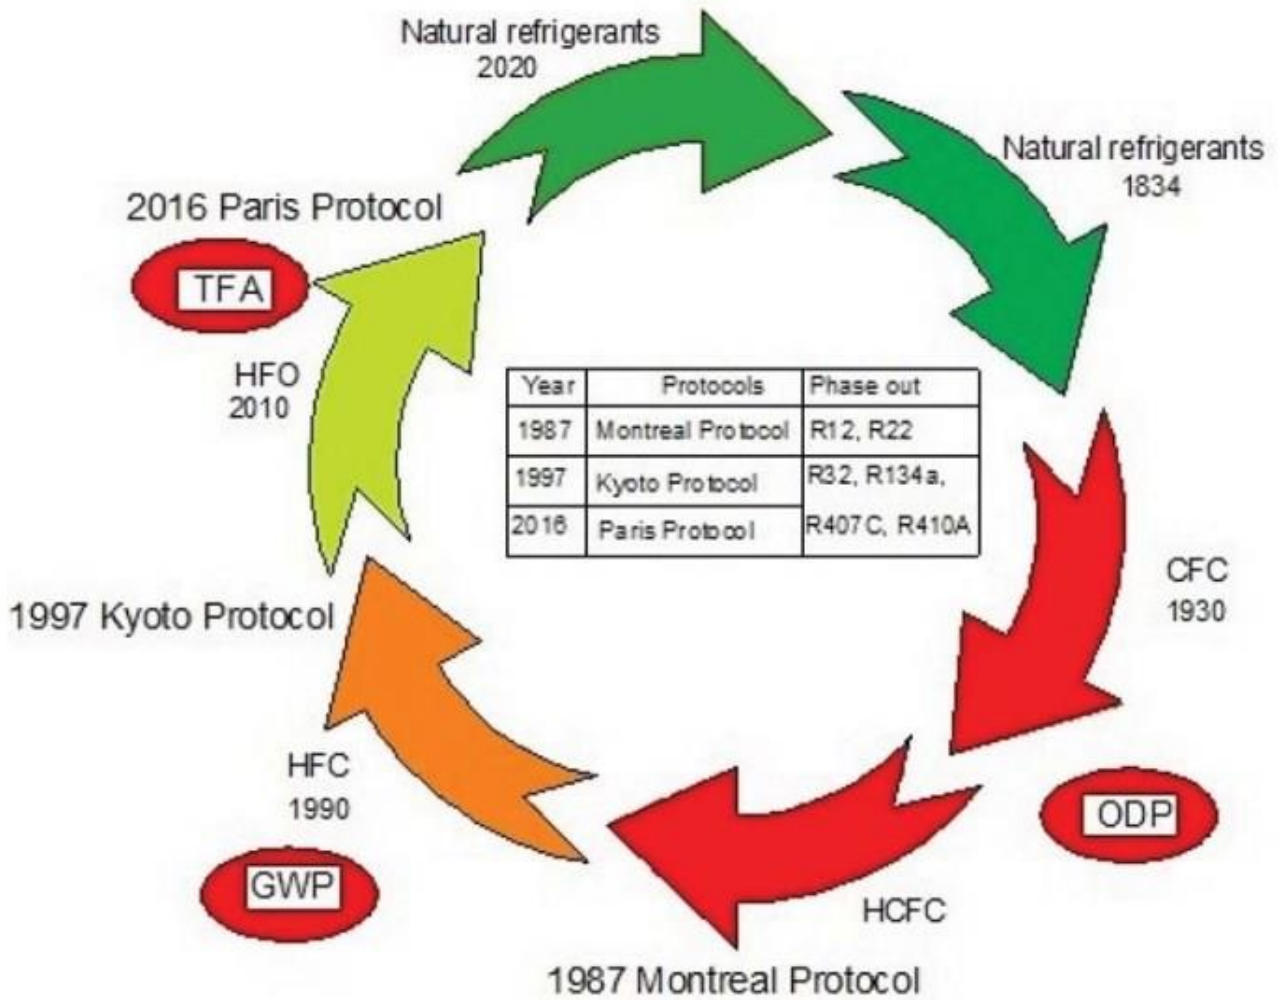 Natural refrigerants
2020
Natural refrigerants
1834
2016 Paris Protocol
TFA
HFO
2010
Year Protocols Phase out
1987 Montreal Protocol R12, R22
1997 Kyoto Protocol R32, R134a,
2016 Paris Protocol R407C, R410A
CFC
1930
1997 Kyoto Protocol
HFC
1990
ODP
GWP
HCFC
1987 Montreal Protocol